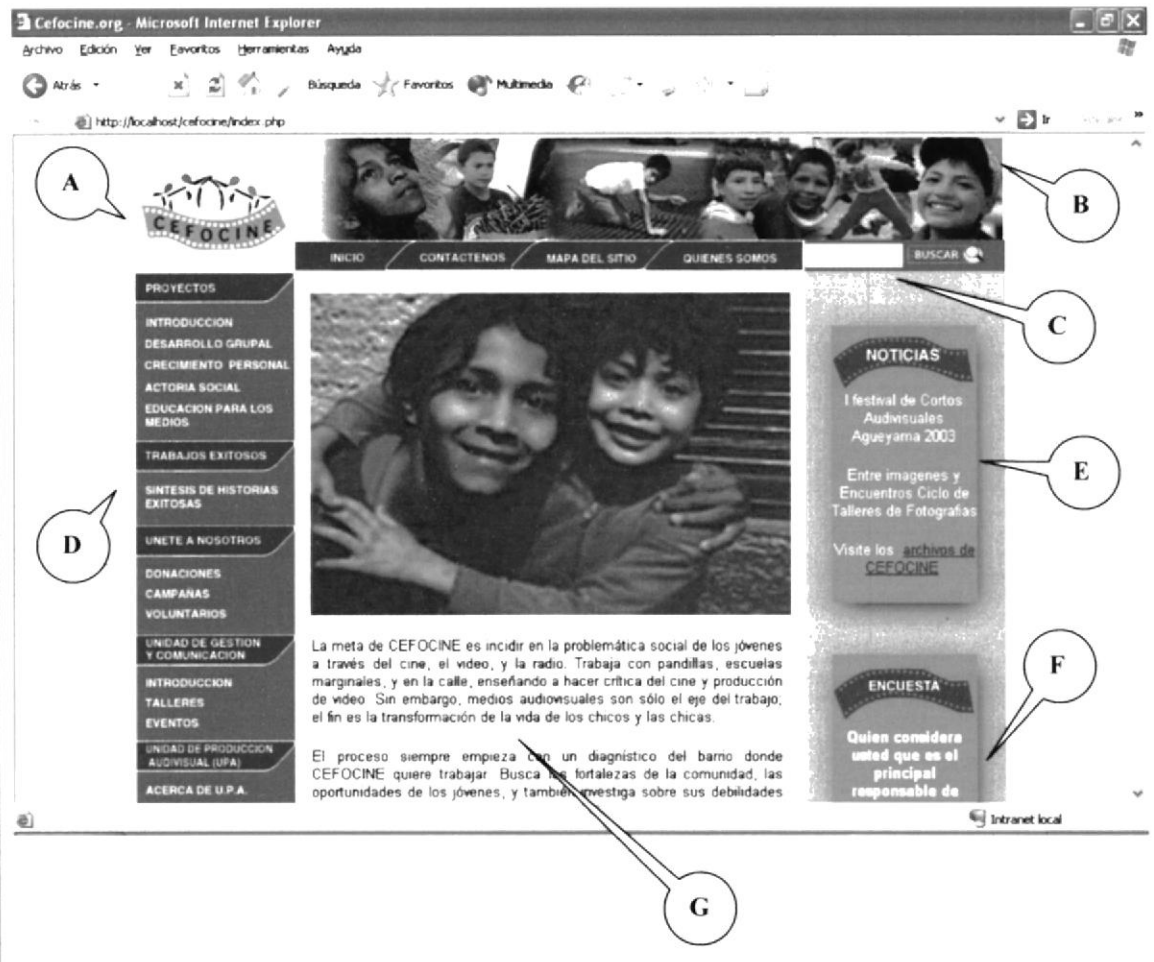 Cefocine.org - Microsoft Internet Explorer
Archivo Edición Ver Favoritos Herramientas Ayuda
Atrás Búsqueda Favoritos Multimedia
http://localhost/cefocine/index.php Ir
A
B
CEFOCINE
INICIO CONTACTENOS MAPA DEL SITIO QUIENES SOMOS BUSCAR
C
PROYECTOS
INTRODUCCION
DESARROLLO GRUPAL
CRECIMIENTO PERSONAL
ACTORIA SOCIAL
EDUCACION PARA LOS
MEDIOS
TRABAJOS EXITOSOS
SINTESIS DE HISTORIAS
EXITOSAS
D
UNETE A NOSOTROS
DONACIONES
CAMPAÑAS
VOLUNTARIOS
UNIDAD DE GESTION
Y COMUNICACION
INTRODUCCION
TALLERES
EVENTOS
UNIDAD DE PRODUCCION
AUDIVISUAL (UPA)
ACERCA DE U.P.A.
La meta de CEFOCINE es incidir en la problemática social de los jóvenes
a través del cine, el video, y la radio. Trabaja con pandillas, escuelas
marginales, y en la calle, enseñando a hacer crítica del cine y producción
de video. Sin embargo, medios audiovisuales son sólo el eje del trabajo;
el fin es la transformación de la vida de los chicos y las chicas.
El proceso siempre empieza con un diagnóstico del barrio donde
CEFOCINE quiere trabajar. Busca las fortalezas de la comunidad, las
oportunidades de los jóvenes, y también investiga sobre sus debilidades
NOTICIAS
I festival de Cortos
Audivisuales
Agueyama 2003
Entre imagenes y
Encuentros Ciclo de
Talleres de Fotografias
Visite los archivos de
CEFOCINE
E
ENCUESTA
Quien considera
usted que es el
principal
responsable de
F
Intranet local
G